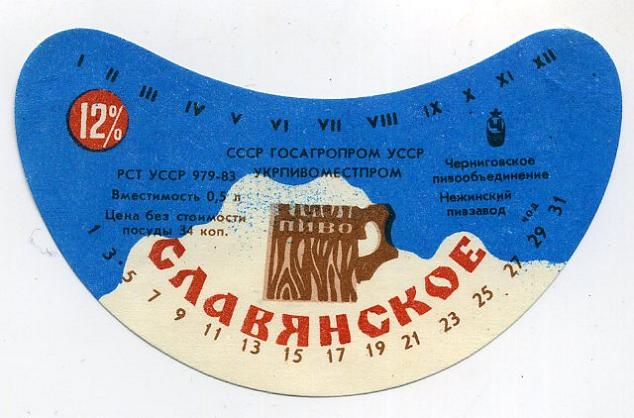 I II III IV V VI VII VIII IX X XI XII
12%
СССР ГОСАГРОПРОМ УССР
УКРПИВОМЕСТПРОМ
РСТ УССР 979-83
Вместимость 0,5 л
Цена без стоимости
посуды 34 коп.
Ч
Черниговское
пивообъединение
Нежинский
пивзавод
ПИВО
СЛАВЯНСКОЕ
1 3 5 7 9 11 13 15 17 19 21 23 25 27 29 31